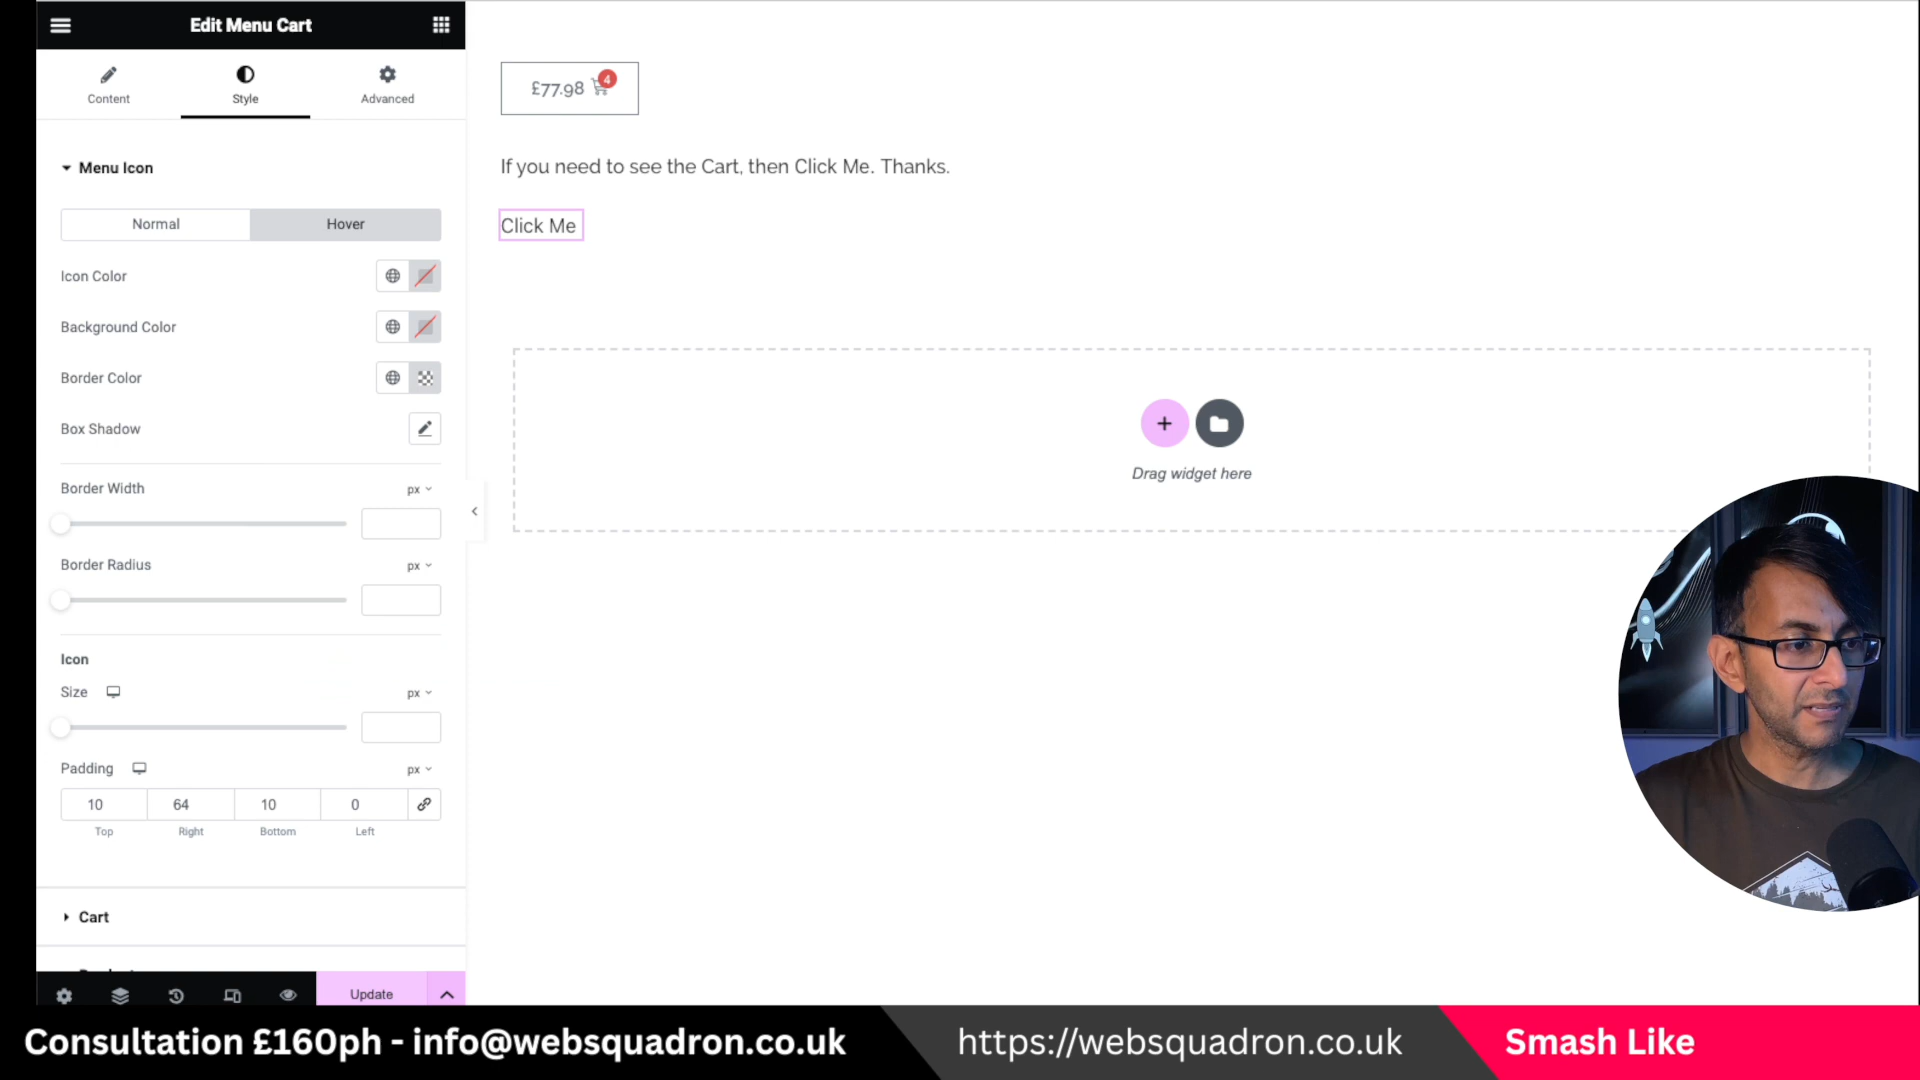 Edit Menu Cart
Content
Style
Advanced
Menu Icon
Normal
Hover
Icon Color
Background Color
Border Color
Box Shadow
Border Width
px
Border Radius
px
Icon
Size
px
Padding
px
10
64
10
0
Top
Right
Bottom
Left
Cart
Update
£77.98
4
If you need to see the Cart, then Click Me. Thanks.
Click Me
Drag widget here
Consultation £160ph - info@websquadron.co.uk
https://websquadron.co.uk
Smash Like